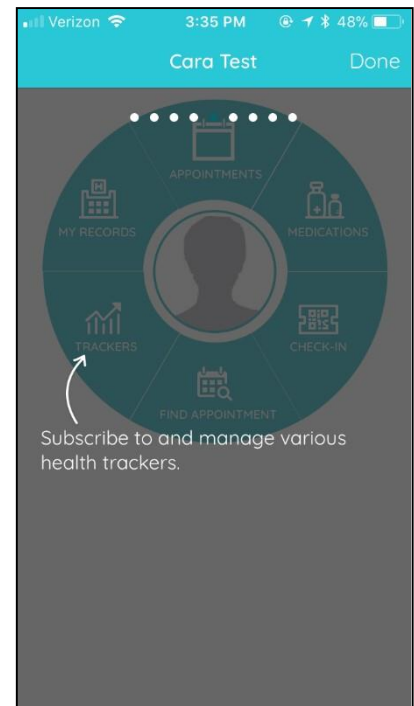 Verizon 3:35 PM 48%
Cara Test Done
APPOINTMENTS
MY RECORDS
MEDICATIONS
TRACKERS
CHECK-IN
FIND APPOINTMENT
Subscribe to and manage various
health trackers.